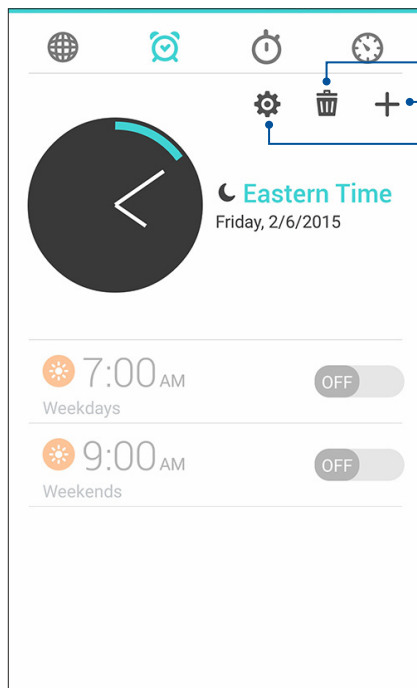 Eastern Time
Friday, 2/6/2015
7:00 AM
OFF
Weekdays
9:00 AM
OFF
Weekends